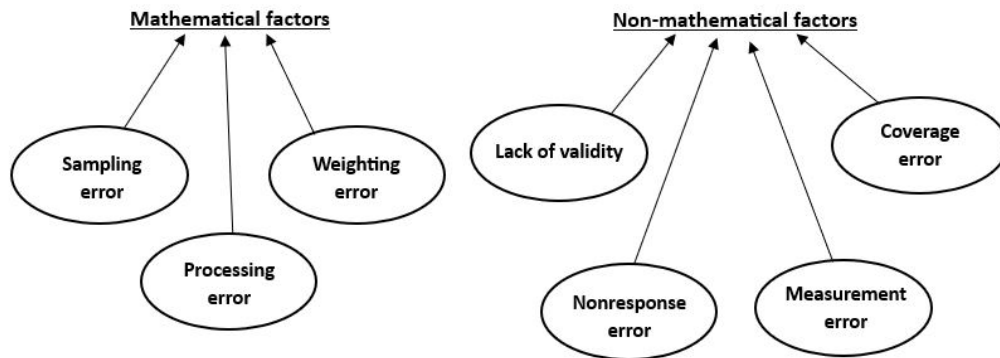 Mathematical factors
Sampling
error
Weighting
error
Processing
error
Non-mathematical factors
Lack of validity
Coverage
error
Nonresponse
error
Measurement
error